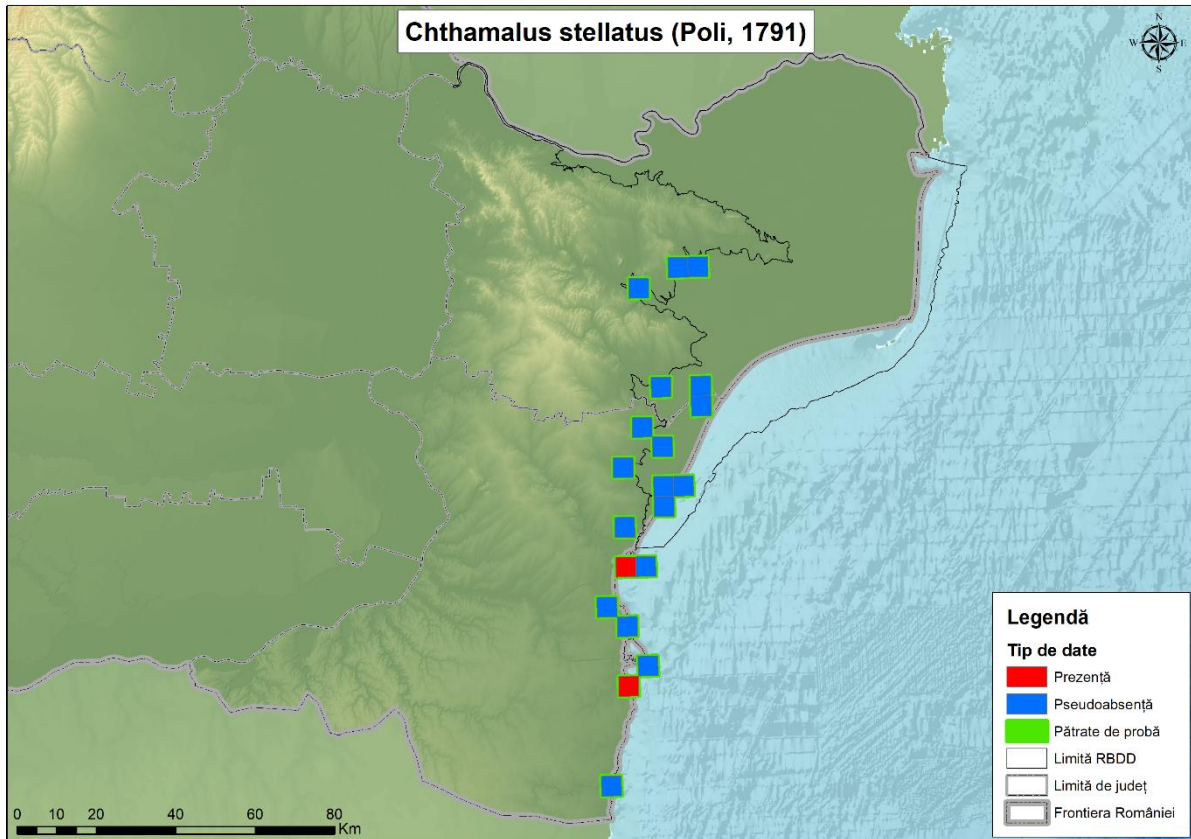 Chthamalus stellatus (Poli, 1791)
N
W E
S
Legendă
Tip de date
Prezență
Pseudoabsență
Pătrate de probă
Limită RBDD
Limită de județ
Frontiera României
0 10 20 40 60 80
Km